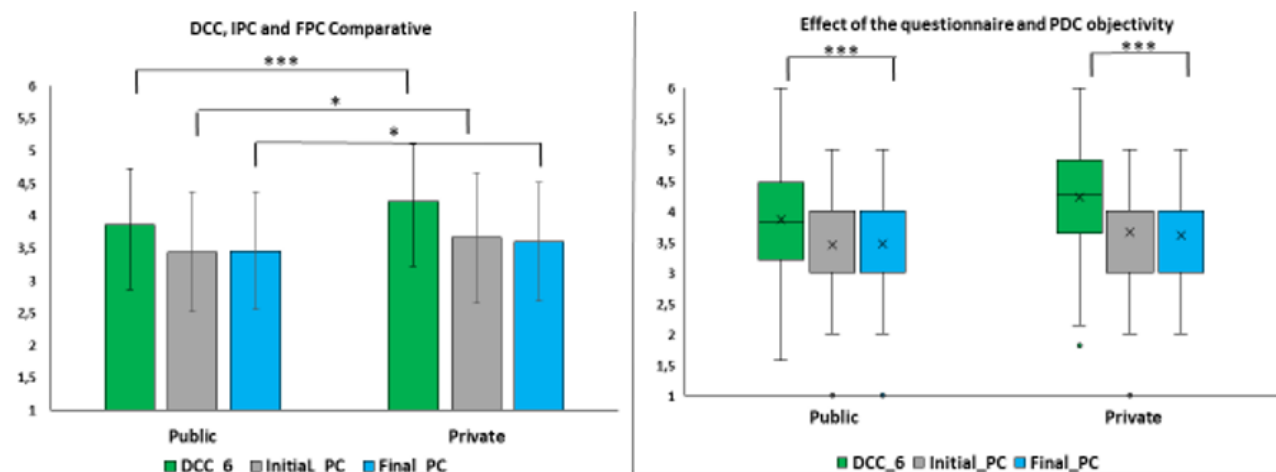 DCC, IPC and FPC Comparative
***
*
*
6
5,5
5
4,5
4
3,5
3
2,5
2
1,5
1
Public
Private
DCC_6
InitiaL_PC
Final_PC
Effect of the questionnaire and PDC objectivity
***
***
6
5,5
5
4,5
4
3,5
3
2,5
2
1,5
1
Public
Private
DCC_6
Initial_PC
Final_PC